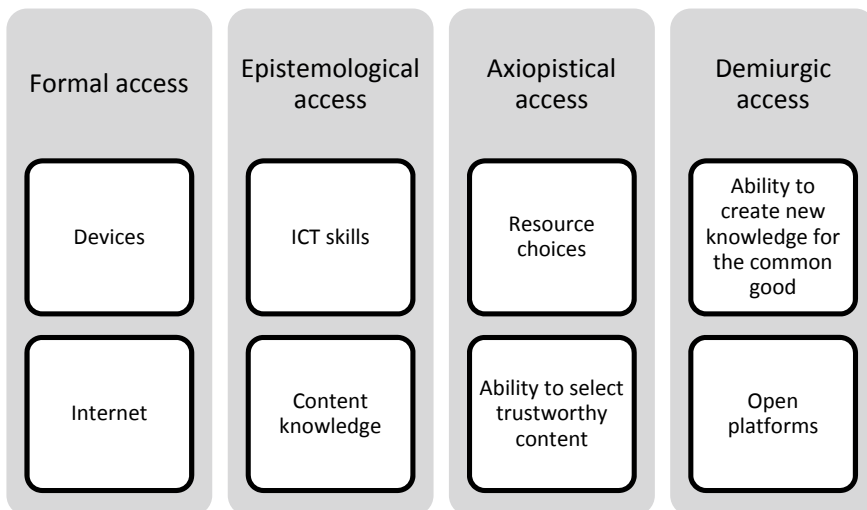 Formal access
Devices
Internet
Epistemological
access
ICT skills
Content
knowledge
Axiopistical
access
Resource
choices
Ability to select
trustworthy
content
Demiurgic
access
Ability to
create new
knowledge for
the common
good
Open
platforms